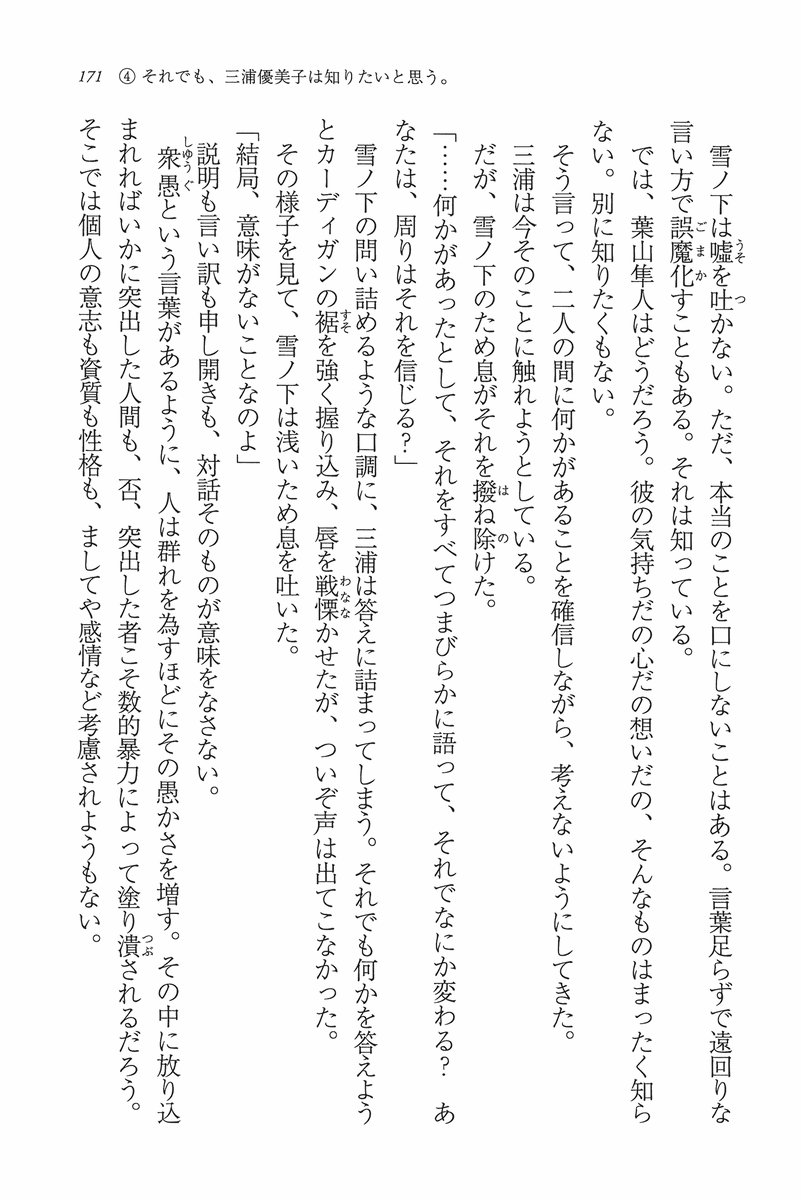 171 ④ それでも、三浦優美子は知りたいと思う。
雪ノ下は嘘を吐かない。ただ、本当のことを口にしないことはある。言葉足らずで遠回りな
言い方で誤魔化すこともある。それは知っている。
では、葉山隼人はどうだろう。彼の気持ちだの心だの想いだの、そんなものはまったく知ら
ない。別に知りたくもない。
そう言って、二人の間に何かがあることを確信しながら、考えないようにしてきた。
三浦は今そのことに触れようとしている。
だが、雪ノ下のため息がそれを撥ね除けた。
「……何かがあったとして、それをすべてつまびらかに語って、それでなにか変わる？　あ
なたは、周りはそれを信じる？」
雪ノ下の問い詰めるような口調に、三浦は答えに詰まってしまう。それでも何かを答えよう
とカーディガンの裾を強く握り込み、唇を戦慄かせたが、ついぞ声は出てこなかった。
その様子を見て、雪ノ下は浅いため息を吐いた。
「結局、意味がないことなのよ」
説明も言い訳も申し開きも、対話そのものが意味をなさない。
衆愚という言葉があるように、人は群れを為すほどにその愚かさを増す。その中に放り込
まれればいかに突出した人間も、否、突出した者こそ数的暴力によって塗り潰されるだろう。
そこでは個人の意志も資質も性格も、ましてや感情など考慮されようもない。